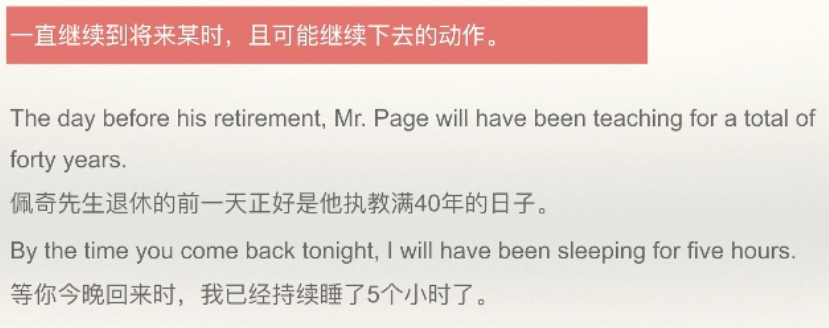 一直继续到将来某时，且可能继续下去的动作。
The day before his retirement, Mr. Page will have been teaching for a total of
forty years.
佩奇先生退休的前一天正好是他执教满40年的日子。
By the time you come back tonight, I will have been sleeping for five hours.
等你今晚回来时，我已经持续睡了5个小时了。